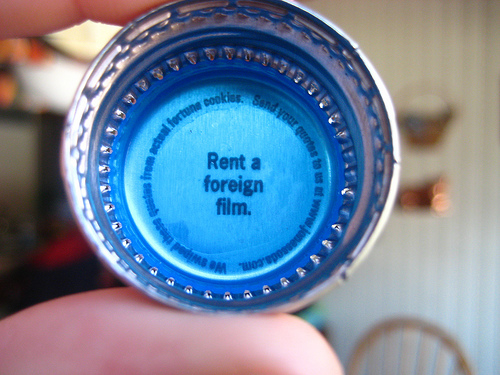 Rent a
foreign
film.
We swiped these quotes from actual fortune cookies. Send your quotes to us at www.jonessoda.com.